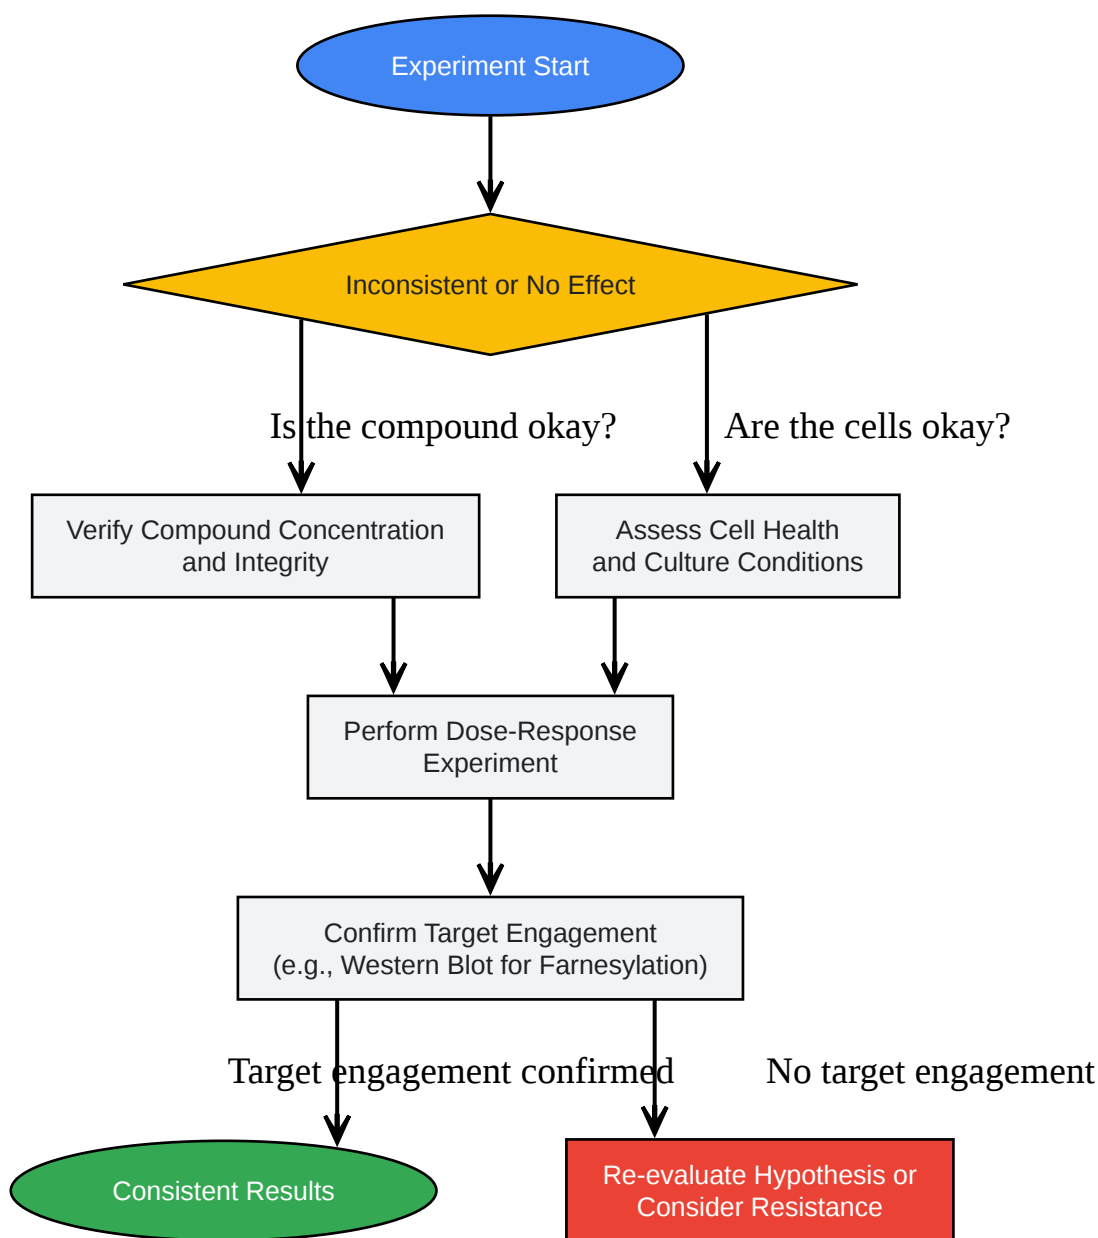 Experiment Start
Inconsistent or No Effect
Is the compound okay?
Are the cells okay?
Verify Compound Concentration
and Integrity
Assess Cell Health
and Culture Conditions
Perform Dose-Response
Experiment
Confirm Target Engagement
(e.g., Western Blot for Farnesylation)
Target engagement confirmed
No target engagement
Consistent Results
Re-evaluate Hypothesis or
Consider Resistance